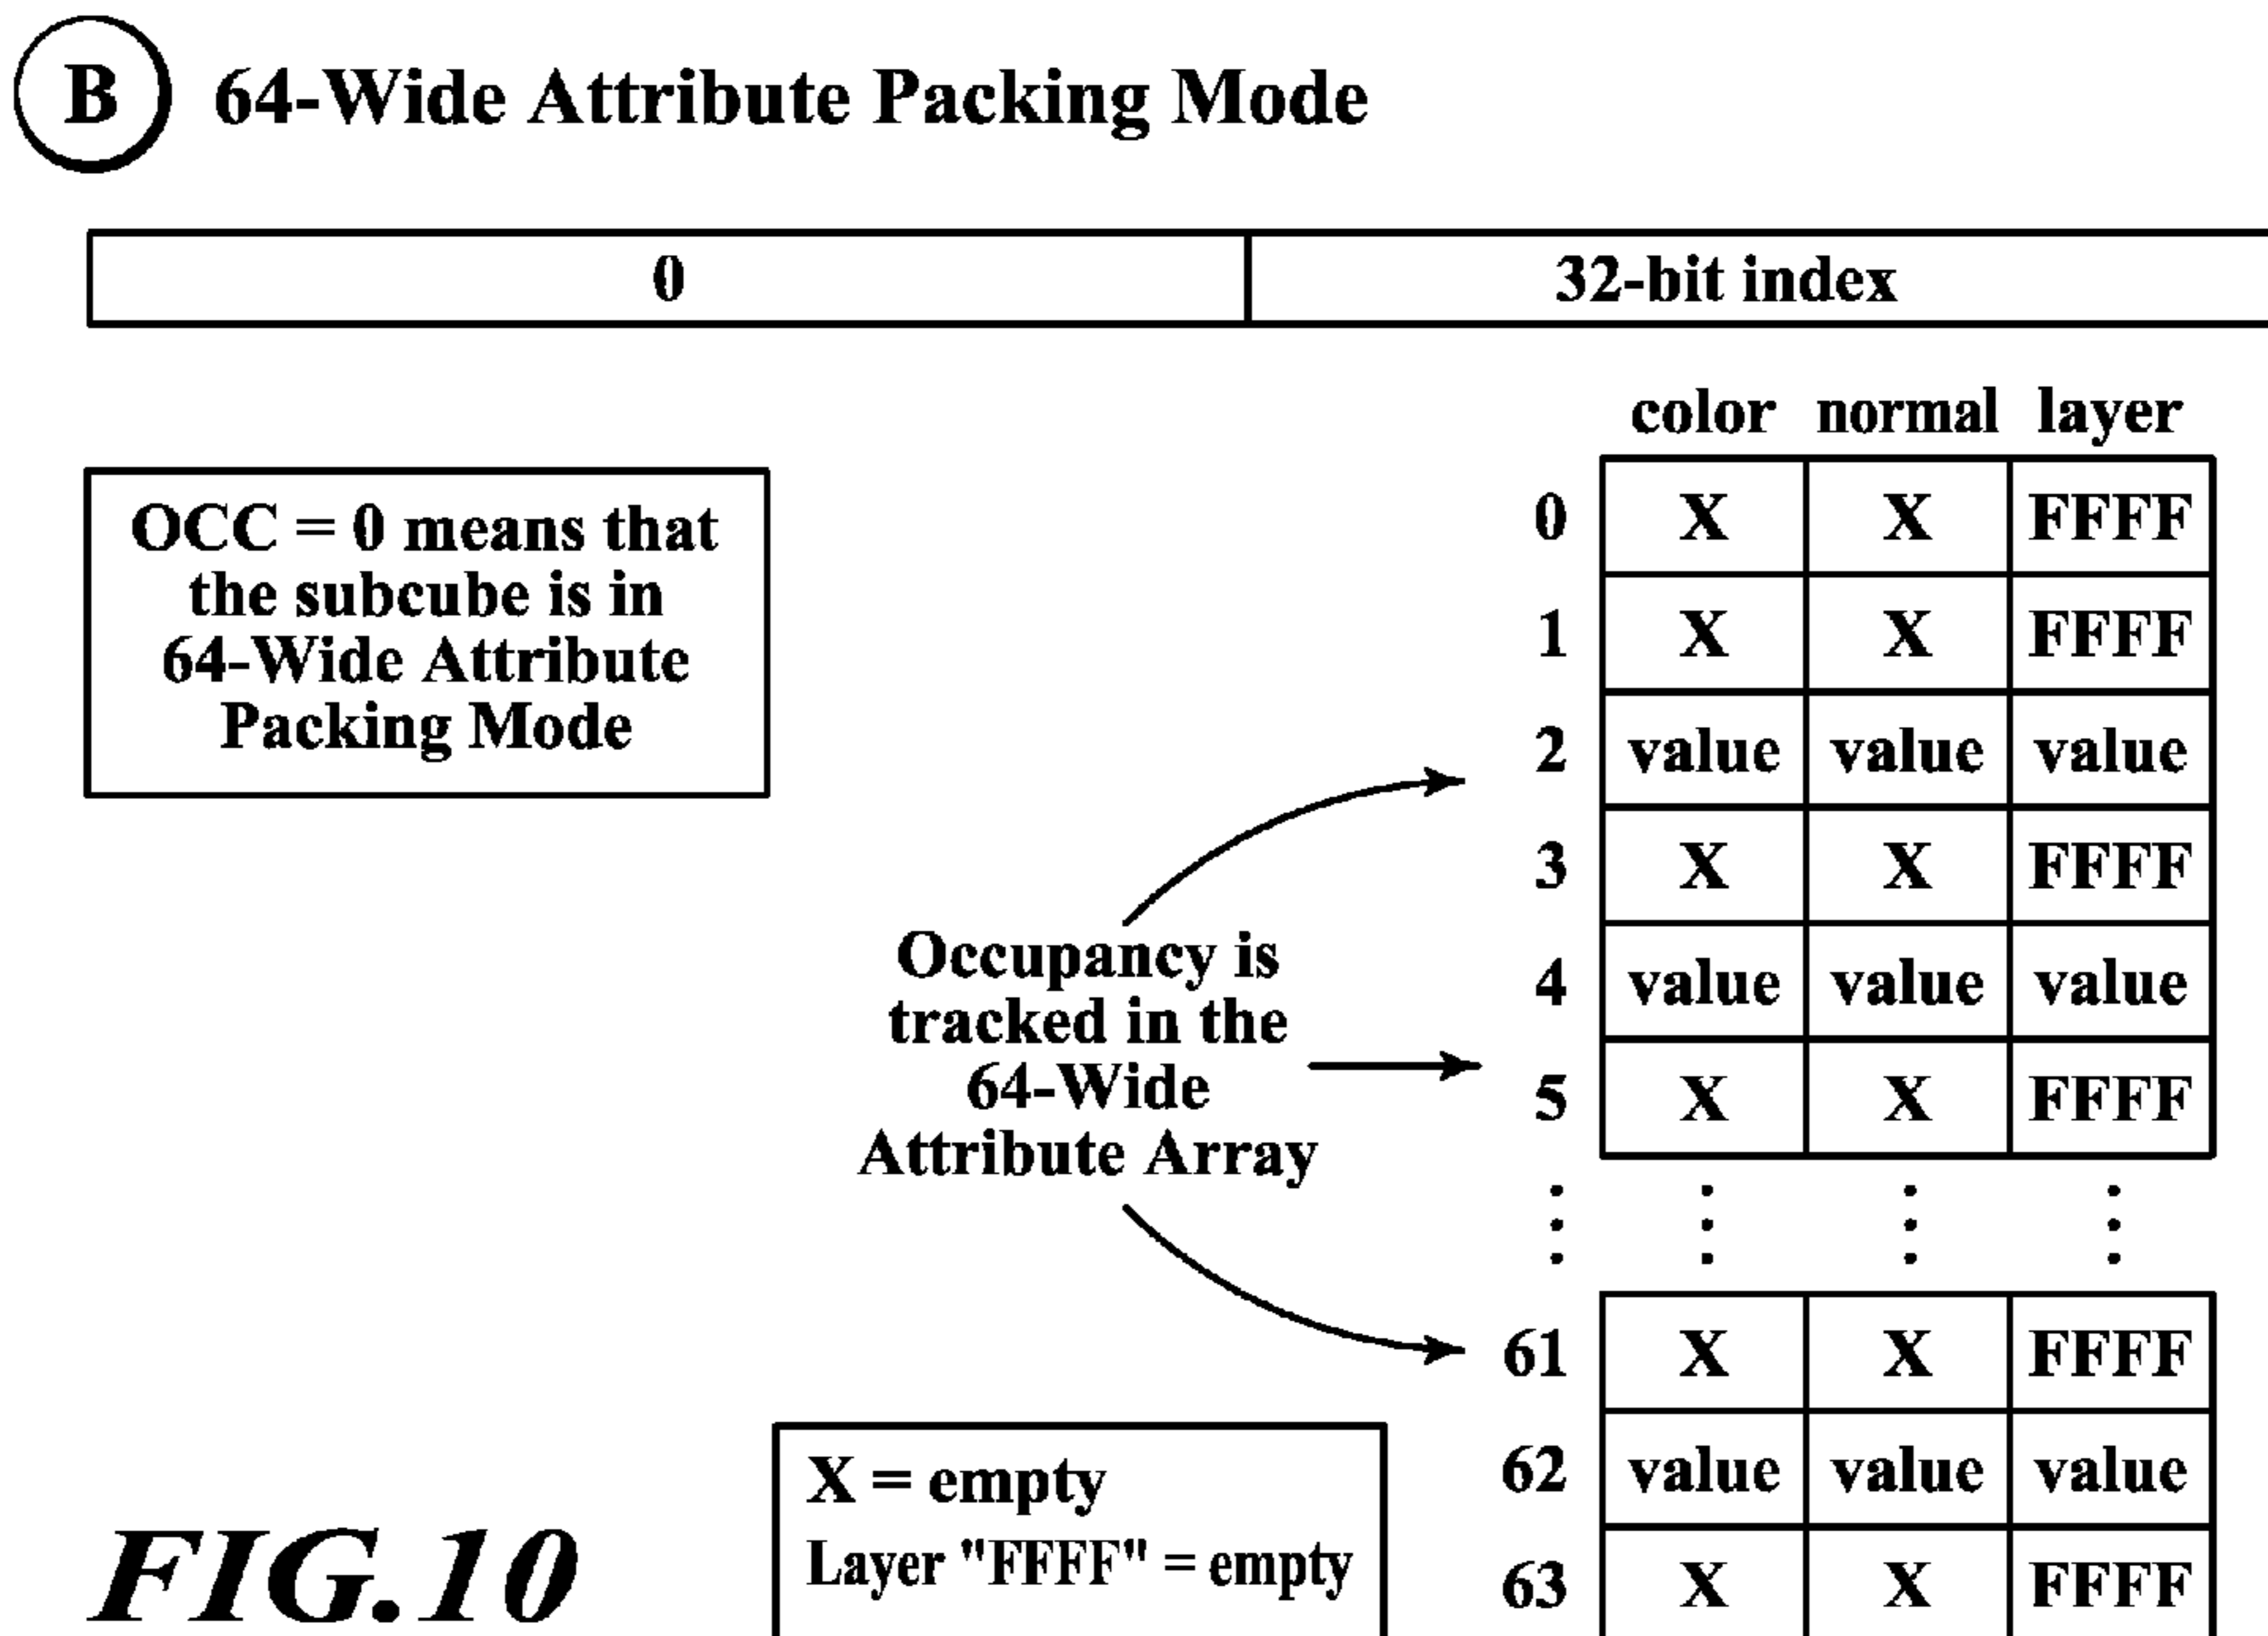 B 64-Wide Attribute Packing Mode
0 32-bit index
OCC = 0 means that
the subcube is in
64-Wide Attribute
Packing Mode
color normal layer
0 X X FFFF
1 X X FFFF
2 value value value
3 X X FFFF
4 value value value
5 X X FFFF
Occupancy is
tracked in the
64-Wide
Attribute Array
61 X X FFFF
62 value value value
63 X X FFFF
X = empty
Layer "FFFF" = empty
FIG.10